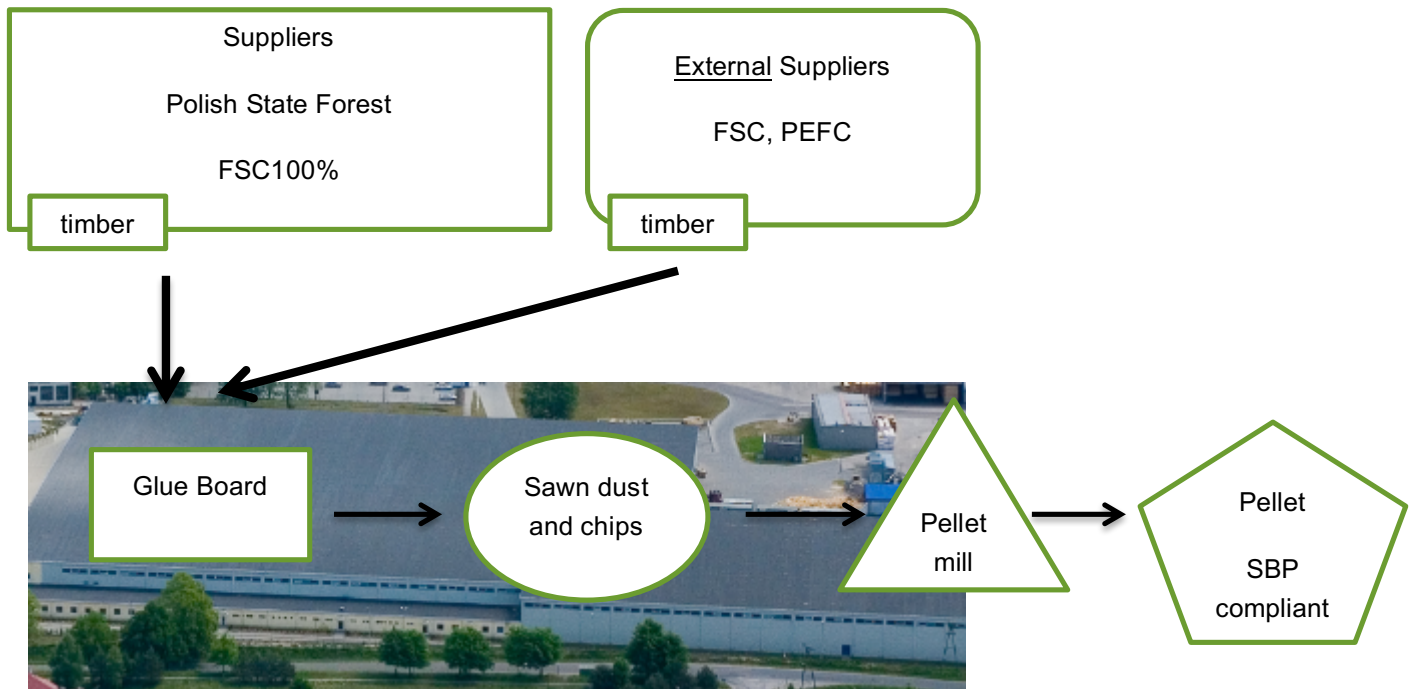 Suppliers
Polish State Forest
FSC100%
timber
External Suppliers
FSC, PEFC
timber
Glue Board
Sawn dust
and chips
Pellet
mill
Pellet
SBP
compliant